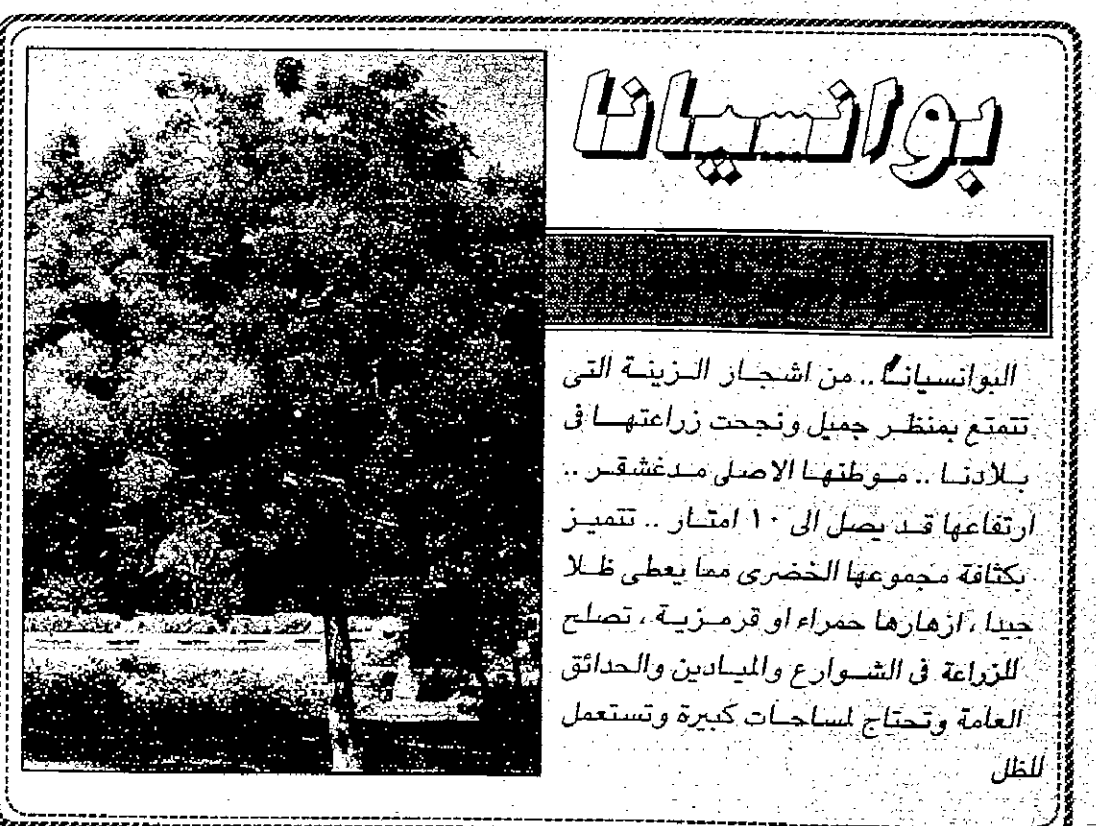 بوانسيانا
البوانسيانا .. من اشجار الزينة التى
تتمتع بمنظر جميل ونجحت زراعتها فى
بلادنا .. موطنها الاصلى مدغشقر ..
ارتفاعها قد يصل الى ١٠ امتار .. تتميز
بكثافة مجموعها الخضرى مما يعطى ظلا
جيدا ، ازهارها حمراء او قرمزية ، تصلح
للزراعة فى الشوارع والميادين والحدائق
العامة وتحتاج لمساحات كبيرة وتستعمل
للظل